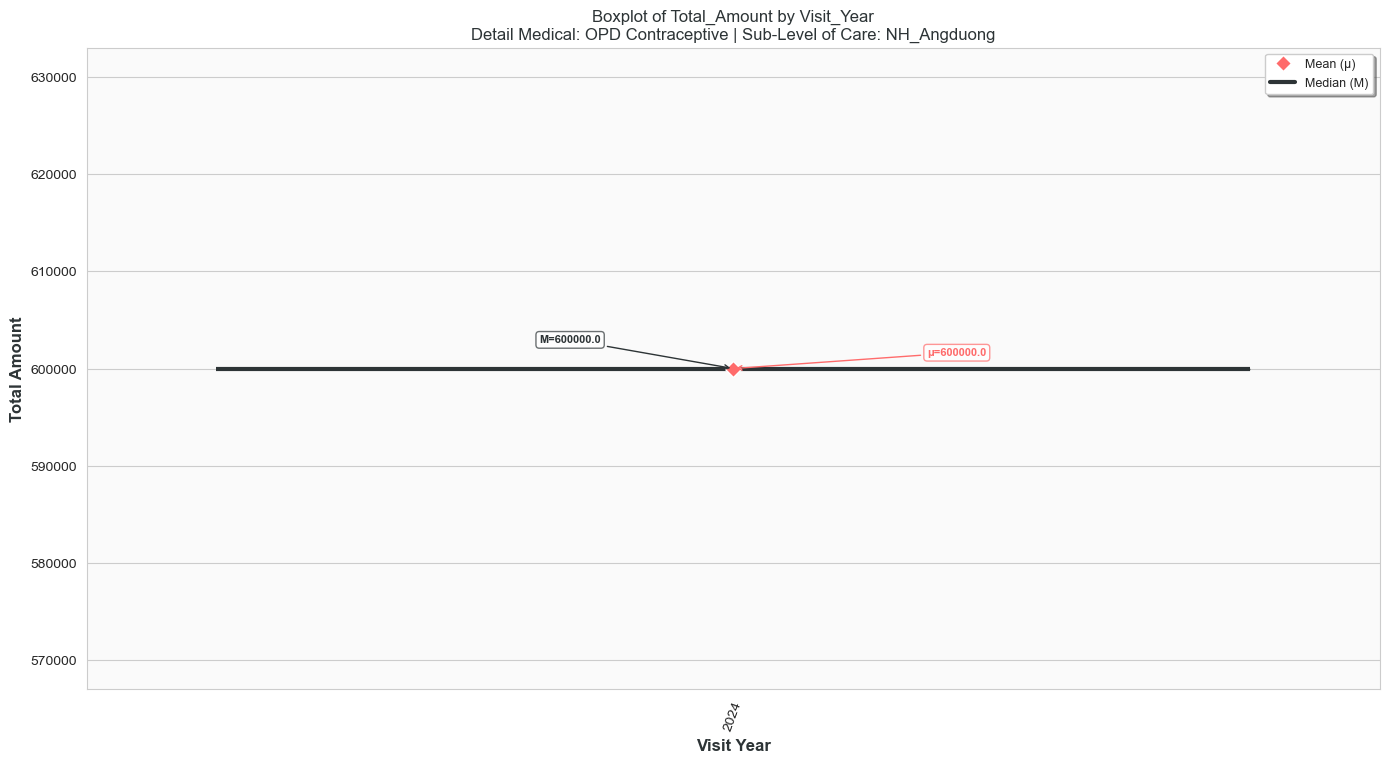 Boxplot of Total_Amount by Visit_Year
Detail Medical: OPD Contraceptive | Sub-Level of Care: NH_Angduong
Mean (μ)
Median (M)
630000
620000
610000
600000
590000
580000
570000
Total Amount
M=600000.0
μ=600000.0
2024
Visit Year